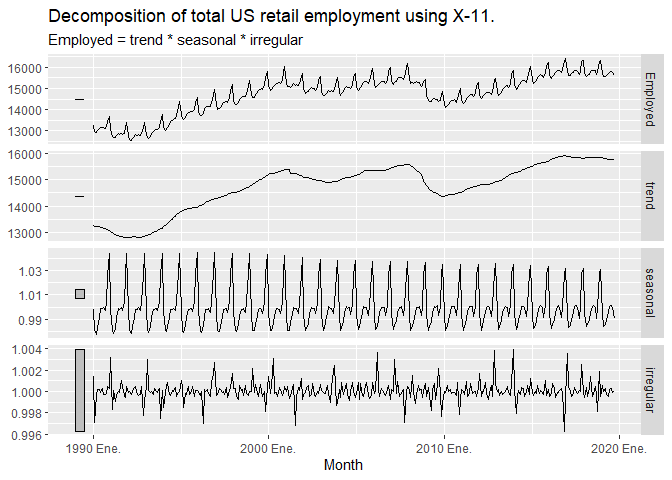 Decomposition of total US retail employment using X-11.
Employed = trend * seasonal * irregular
16000
15000
14000
13000
Employed
16000
15000
14000
13000
trend
1.03
1.01
0.99
seasonal
1.004
1.002
1.000
0.998
0.996
irregular
1990 Ene. 2000 Ene. 2010 Ene. 2020 Ene.
Month